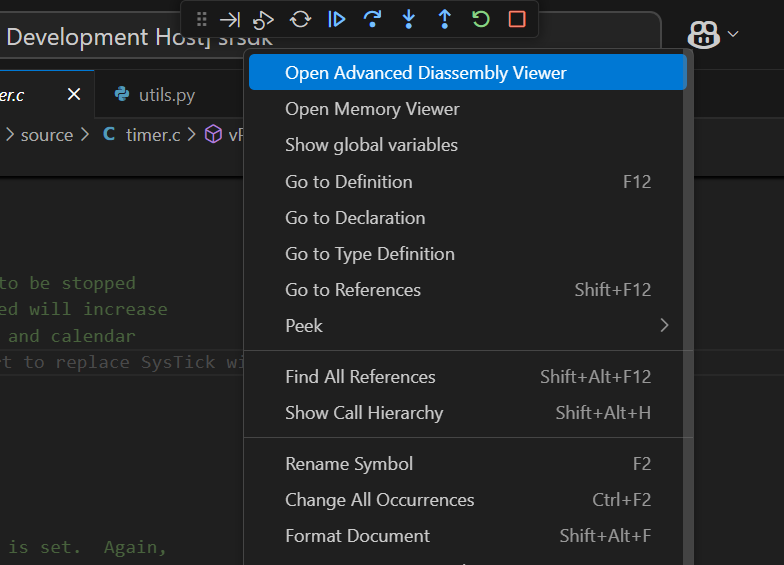 Development Host] srsdk
er.c
utils.py
source C timer.c
Open Advanced Diassembly Viewer
Open Memory Viewer
Show global variables
Go to Definition F12
Go to Declaration
Go to Type Definition
Go to References Shift+F12
Peek
Find All References Shift+Alt+F12
Show Call Hierarchy Shift+Alt+H
Rename Symbol F2
Change All Occurrences Ctrl+F2
Format Document Shift+Alt+F
to be stopped
ed will increase
and calendar
rt to replace SysTick wi
is set. Again,